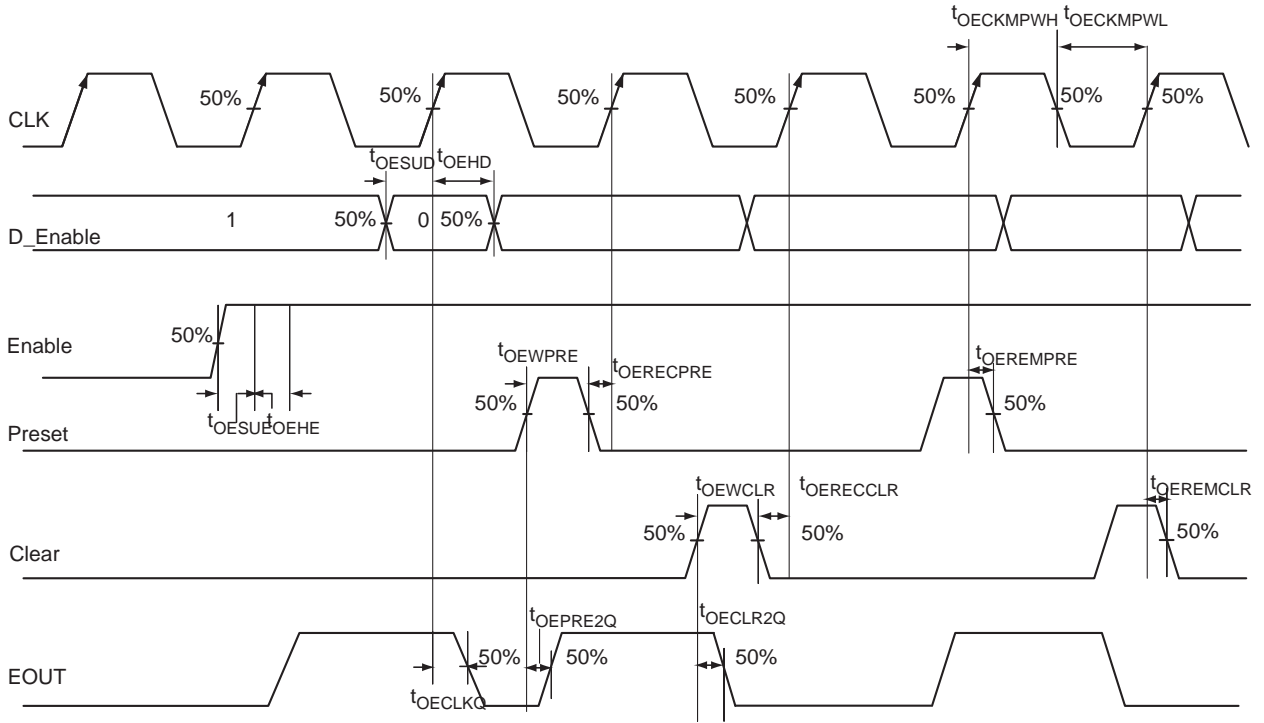 tOECKMPWH tOECKMPWL
CLK 50% 50% 50% 50% 50% 50% 50%
tOESUD tOEHD
D_Enable 1 50% 0 50%
Enable 50%
tOESUE tOEHE
tOEWPRE tOERECPRE tOEREMPRE
Preset 50% 50% 50%
tOEWCLR tOERECCLR tOEREMCLR
Clear 50% 50% 50%
tOEPRE2Q tOECLR2Q
EOUT 50% 50% 50%
tOECLKQ